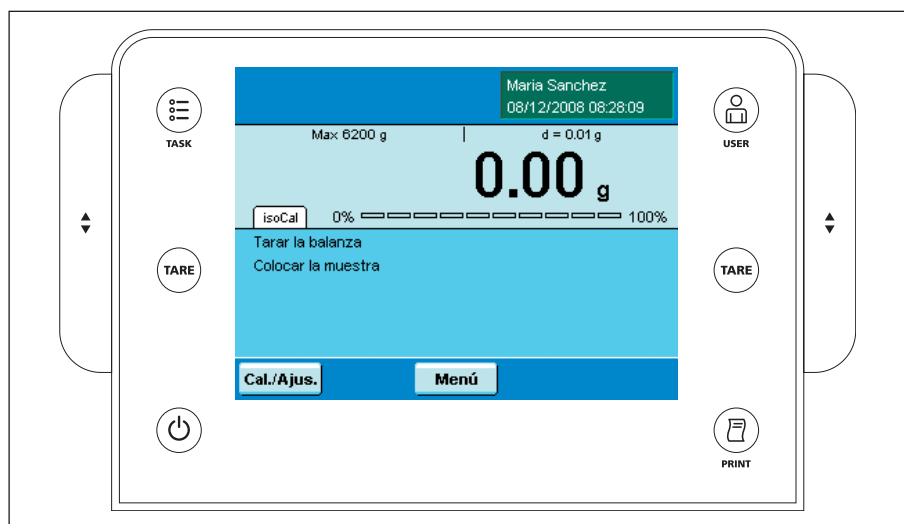 Maria Sanchez
08/12/2008 08:28:09
TASK
USER
Max 6200 g
d = 0.01 g
0.00 g
isoCal 0% 100%
Tarar la balanza
Colocar la muestra
TARE
TARE
Cal./Ajus.
Menú
PRINT